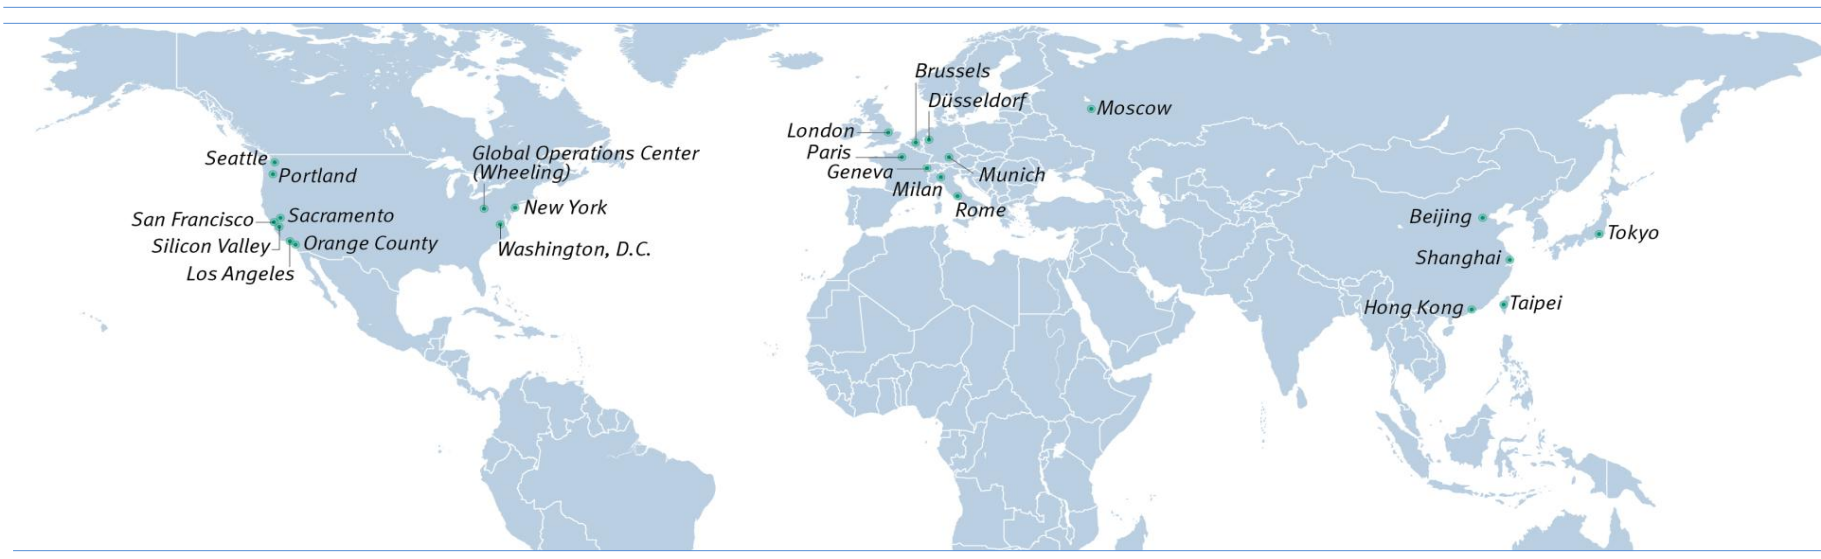 Brussels
Düsseldorf
Moscow
London
Paris
Geneva
Milan
Munich
Rome
Seattle
Portland
Global Operations Center
(Wheeling)
New York
Washington, D.C.
San Francisco
Sacramento
Silicon Valley
Orange County
Los Angeles
Beijing
Tokyo
Shanghai
Hong Kong
Taipei